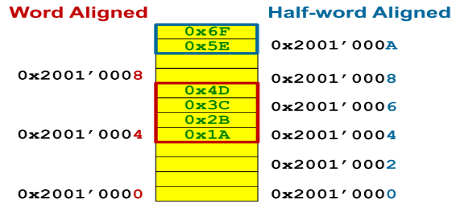 Word Aligned Half-word Aligned
0x6F
0x5E 0x2001'000A
0x2001'0008 0x2001'0008
0x4D
0x3C 0x2001'0006
0x2B
0x2001'0004 0x1A 0x2001'0004
0x2001'0002
0x2001'0000 0x2001'0000